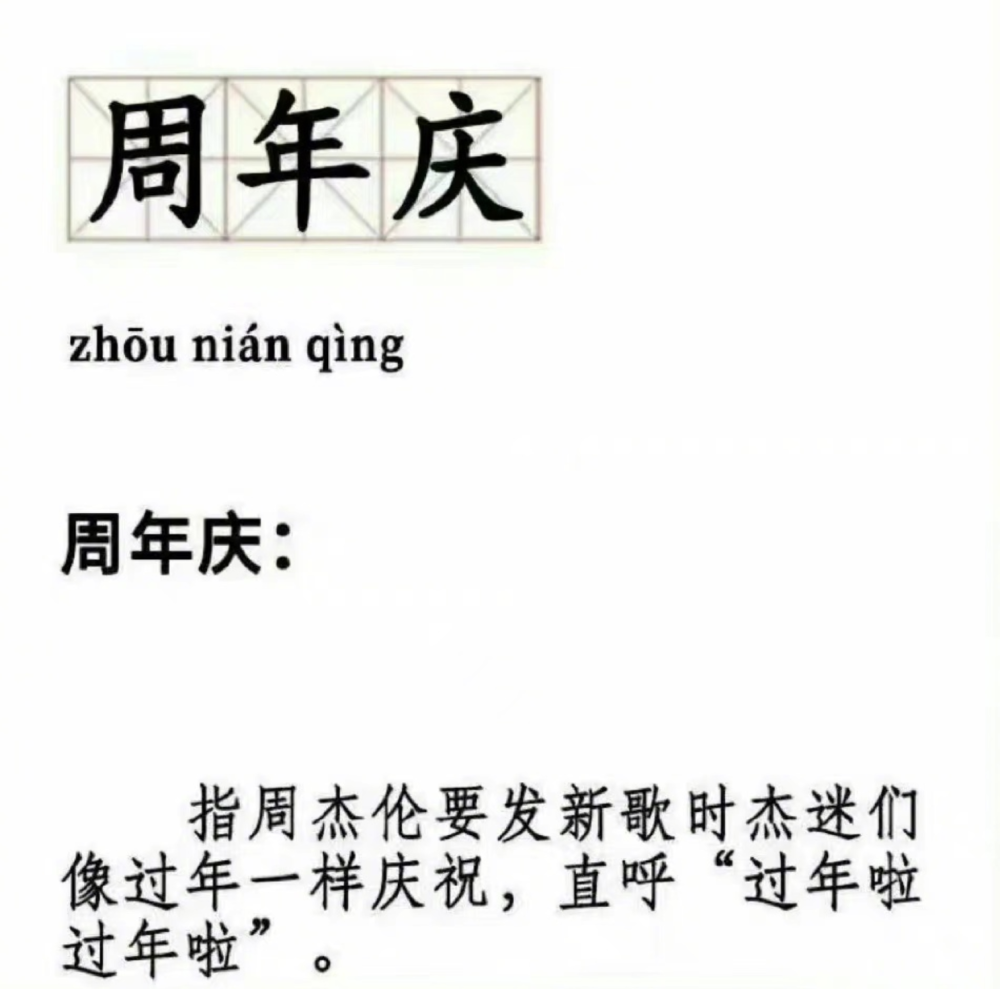 周年庆
zhōu nián qìng
周年庆：
指周杰伦要发新歌时杰迷们
像过年一样庆祝，直呼“过年啦
过年啦”。